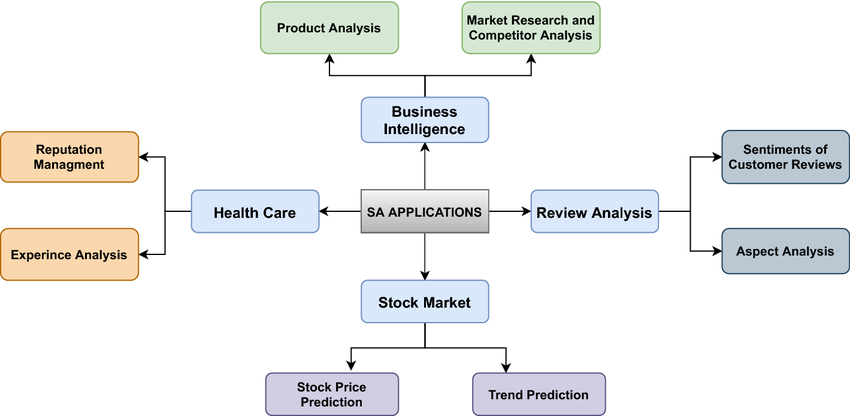 Product Analysis
Market Research and
Competitor Analysis
Business
Intelligence
Reputation
Managment
Sentiments of
Customer Reviews
Health Care
SA APPLICATIONS
Review Analysis
Experince Analysis
Aspect Analysis
Stock Market
Stock Price
Prediction
Trend Prediction